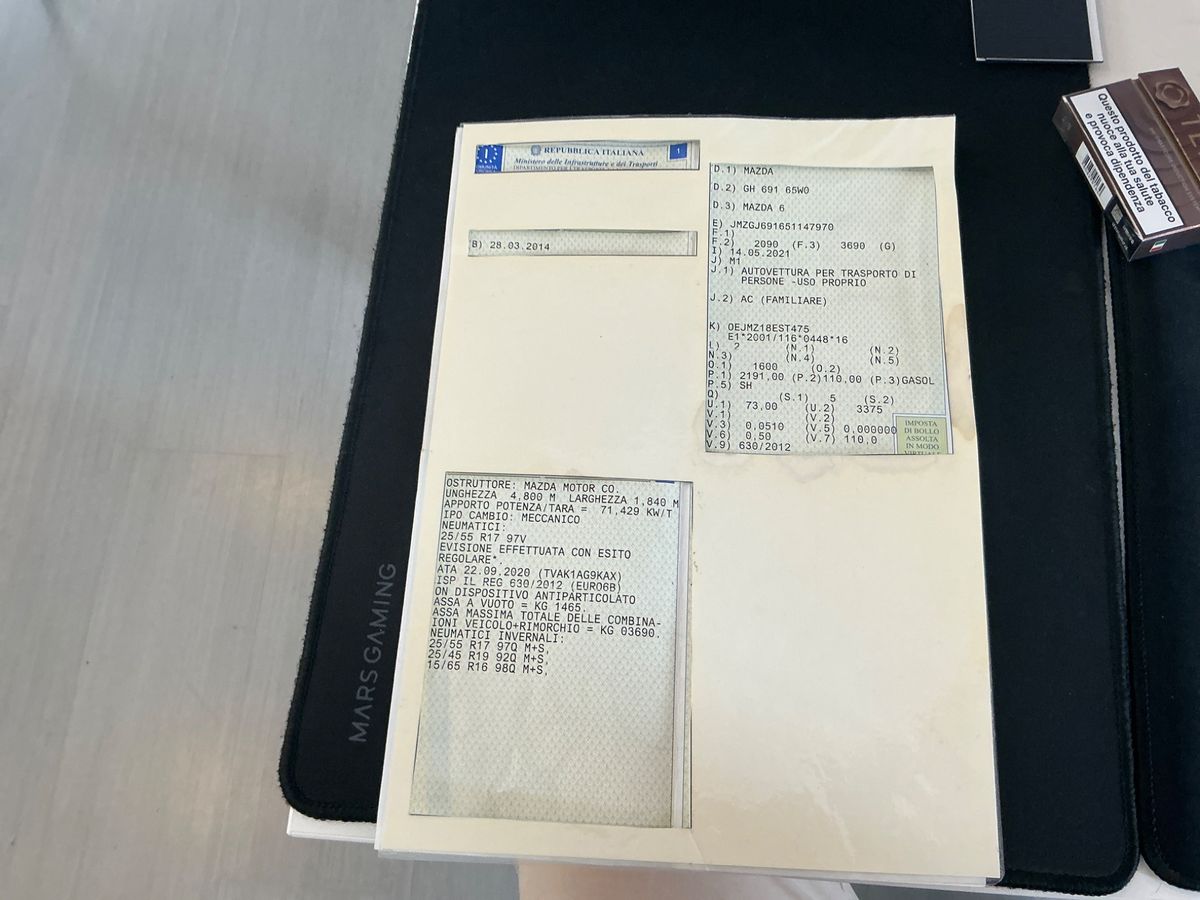 REPUBBLICA ITALIANA
1
I
Ministero delle Infrastrutture e dei Trasporti
B) 28.03.2014
D.1) MAZDA
D.2) GH 691 65W0
D.3) MAZDA 6
E) JMZGJ691651147970
F.1)
F.2) 2090 (F.3) 3690 (G)
I) 14.05.2021
J) M1
J.1) AUTOVETTURA PER TRASPORTO DI
PERSONE -USO PROPRIO
J.2) AC (FAMILIARE)
K) OEJMZ18EST475
E1*2001/116*0448*16
L) 2 (N.1) (N.2)
N.3) (N.4) (N.5)
O.1) 1600 (O.2)
P.1) 2191,00 (P.2)110,00 (P.3)GASOL
P.5) SH
Q) (S.1) 5 (S.2)
U.1) 73,00 (U.2) 3375
V.1) (V.2)
V.3) 0,0510 (V.5) 0,000000
V.6) 0,50 (V.7) 110,0
V.9) 630/2012
IMPOSTA
DI BOLLO
ASSOLTA
IN MODO
VIRTUALE
OSTRUTTORE: MAZDA MOTOR CO.
UNGHEZZA 4,800 M LARGHEZZA 1,840 M
APPORTO POTENZA/TARA = 71,429 KW/T
IPO CAMBIO: MECCANICO
NEUMATICI:
25/55 R17 97V
EVISIONE EFFETTUATA CON ESITO
REGOLARE*.
ATA 22.09.2020 (TVAK1AG9KAX)
ISP IL REG 630/2012 (EURO6B)
ON DISPOSITIVO ANTIPARTICOLATO
ASSA A VUOTO = KG 1465.
ASSA MASSIMA TOTALE DELLE COMBINA-
IONI VEICOLO+RIMORCHIO = KG 03690.
NEUMATICI INVERNALI:
25/55 R17 97Q M+S,
25/45 R19 92Q M+S,
15/65 R16 98Q M+S,
MARS GAMING
Questo prodotto del tabacco
nuoce alla tua salute
e provoca dipendenza